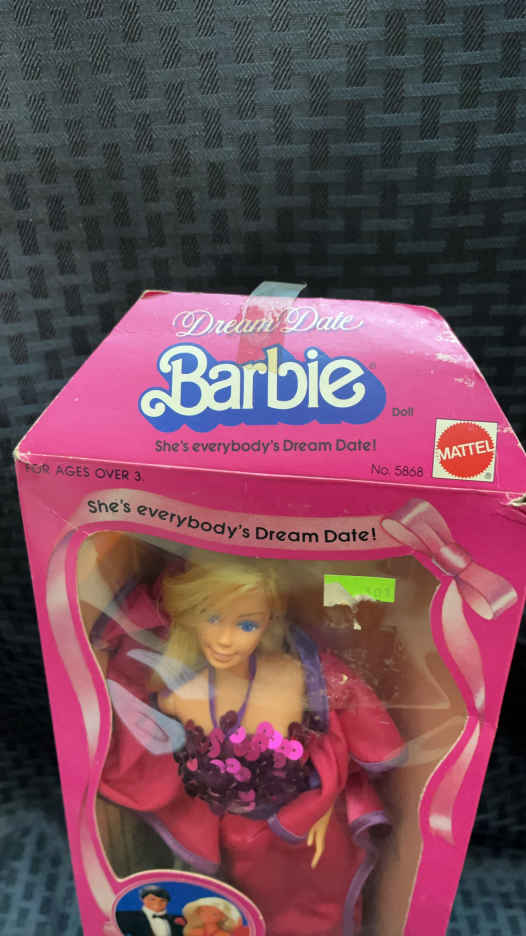 Dream Date
Barbie®
Doll
She's everybody's Dream Date!
MATTEL
®
FOR AGES OVER 3.
No. 5868
She's everybody's Dream Date!